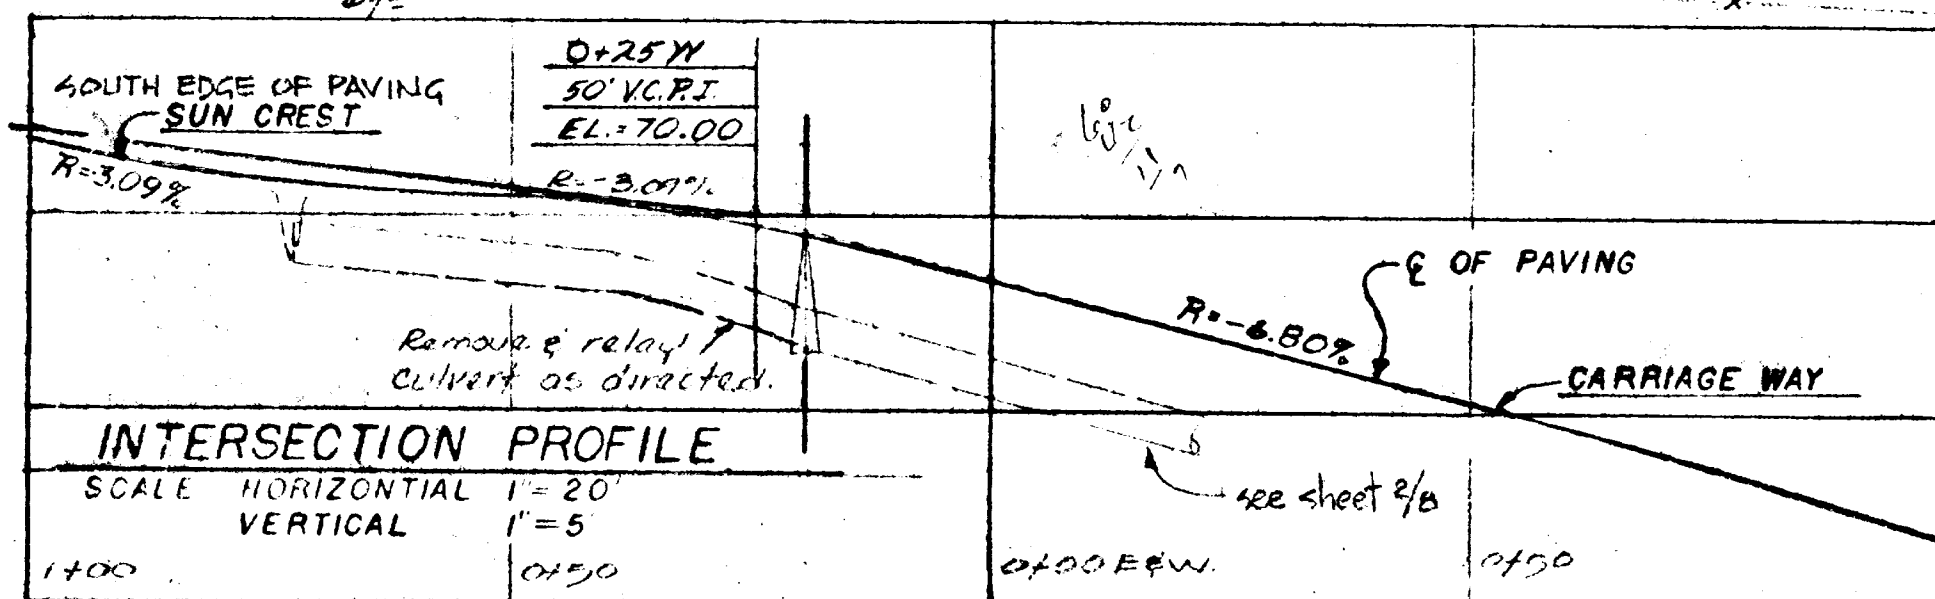 0+25 W
50' V.C.P.I.
EL.=70.00
SOUTH EDGE OF PAVING
SUN CREST
R=3.09%
R=-3.09%
℄ OF PAVING
R=-6.80%
CARRIAGE WAY
Remove & relay
culvert as directed.
INTERSECTION PROFILE
SCALE HORIZONTIAL 1"=20'
VERTICAL 1"=5'
see sheet 2/8
1+00
0+50
0+00 E&W.
0+50